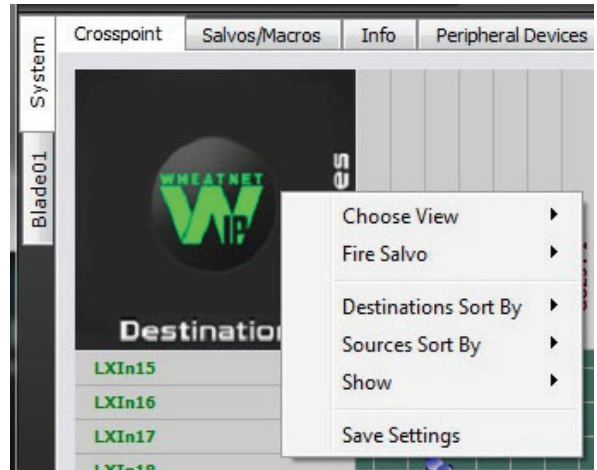 Crosspoint Salvos/Macros Info Peripheral Devices
System
Blade01
WHEATNET
IP
Choose View
Fire Salvo
Destinations Sort By
Sources Sort By
Show
Save Settings
LXIn15
LXIn16
LXIn17
LXIn18